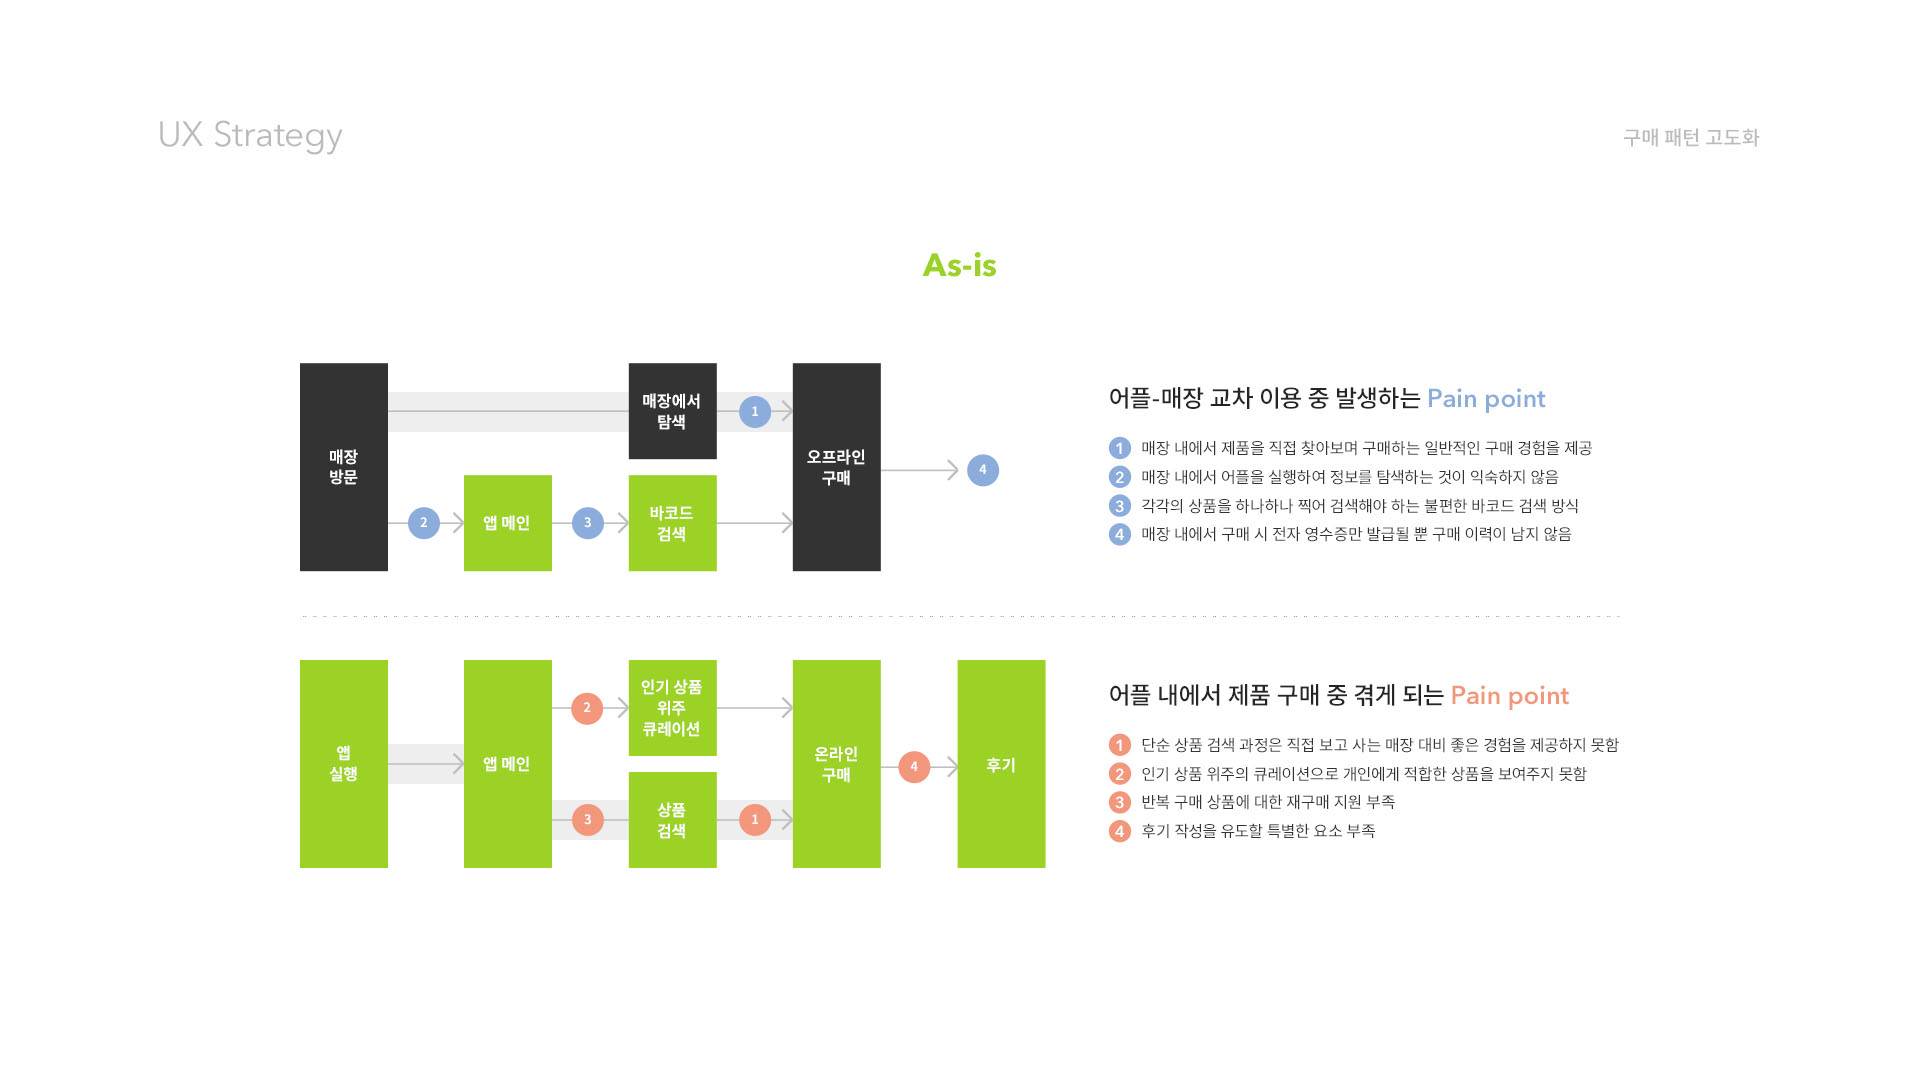 UX Strategy
구매 패턴 고도화
As-is
매장
방문
매장에서
탐색
1
오프라인
구매
2
앱 메인
3
바코드
검색
4
어플-매장 교차 이용 중 발생하는 Pain point
1 매장 내에서 제품을 직접 찾아보며 구매하는 일반적인 구매 경험을 제공
2 매장 내에서 어플을 실행하여 정보를 탐색하는 것이 익숙하지 않음
3 각각의 상품을 하나하나 찍어 검색해야 하는 불편한 바코드 검색 방식
4 매장 내에서 구매 시 전자 영수증만 발급될 뿐 구매 이력이 남지 않음
앱
실행
앱 메인
2
인기 상품
위주
큐레이션
3
상품
검색
1
온라인
구매
4
후기
어플 내에서 제품 구매 중 겪게 되는 Pain point
1 단순 상품 검색 과정은 직접 보고 사는 매장 대비 좋은 경험을 제공하지 못함
2 인기 상품 위주의 큐레이션으로 개인에게 적합한 상품을 보여주지 못함
3 반복 구매 상품에 대한 재구매 지원 부족
4 후기 작성을 유도할 특별한 요소 부족